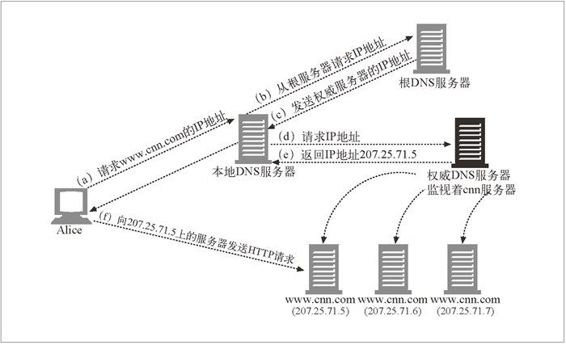 (b) 从根服务器请求IP地址
(c) 发送权威服务器的IP地址
根DNS服务器
(a) 请求www.cnn.com的IP地址
(d) 请求IP地址
(e) 返回IP地址207.25.71.5
本地DNS服务器
权威DNS服务器
监视着cnn服务器
Alice
(f) 向207.25.71.5上的服务器发送HTTP请求
www.cnn.com www.cnn.com www.cnn.com
(207.25.71.5) (207.25.71.6) (207.25.71.7)